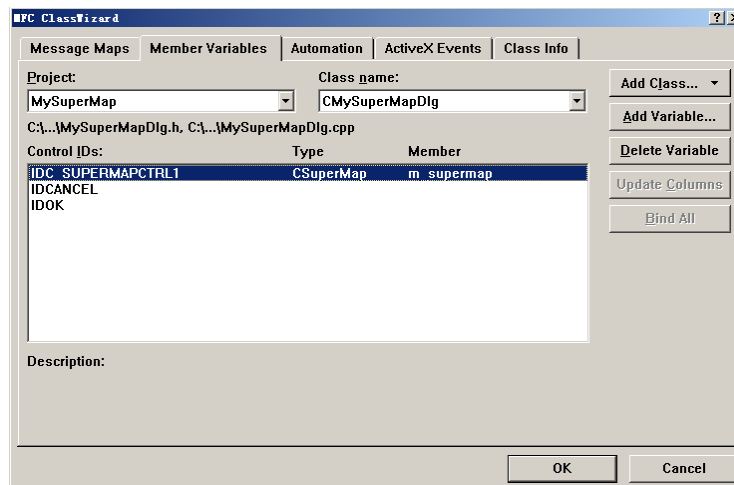 MFC ClassWizard
Message Maps Member Variables Automation ActiveX Events Class Info
Project: Class name:
MySuperMap CMySuperMapDlg
Add Class...
Add Variable...
C:\...\MySuperMapDlg.h, C:\...\MySuperMapDlg.cpp
Control IDs: Type Member
Delete Variable
IDC_SUPERMAPCTRL1 CSuperMap m_supermap
IDCANCEL
Update Columns
IDOK
Bind All
Description:
OK Cancel